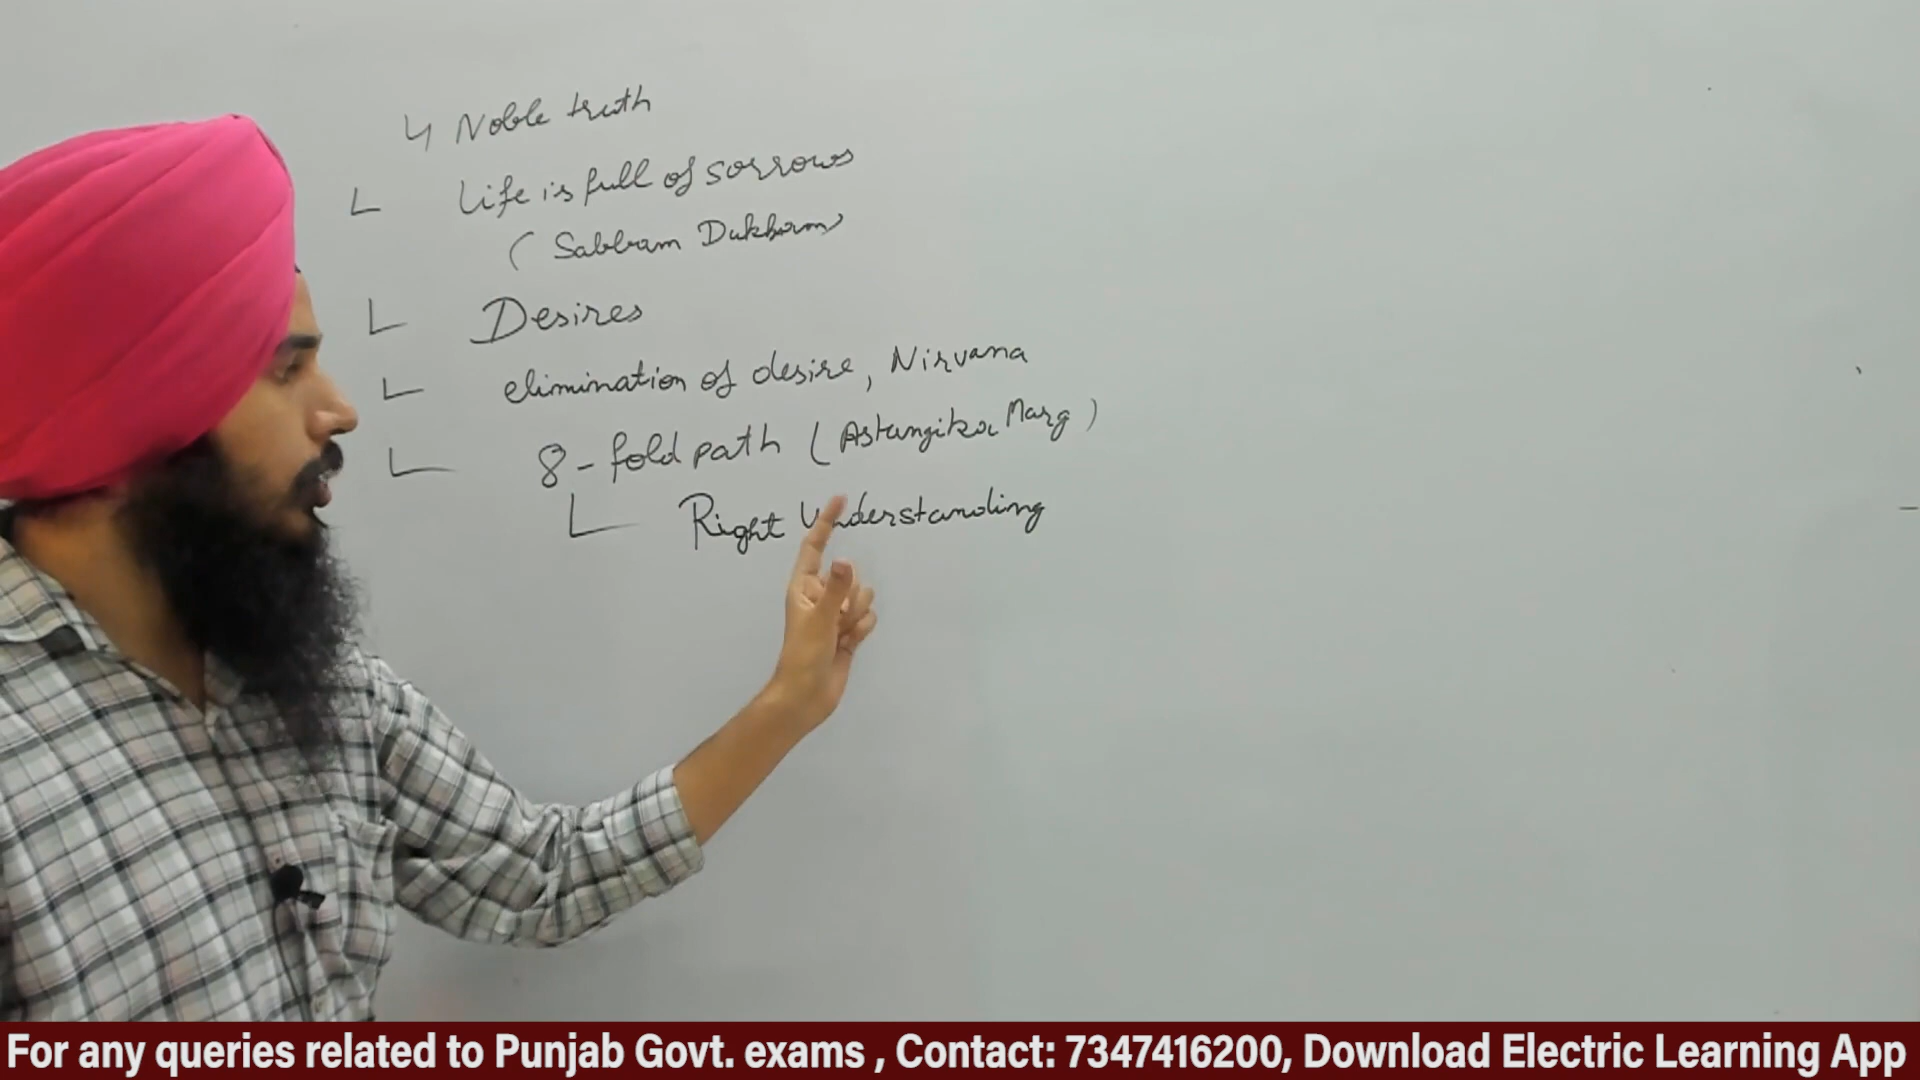 4 Noble truth
Life is full of sorrows
(Sabbam Dukham)
Desires
elimination of desire, Nirvana
8-fold path (Astangika Marg)
Right Understanding
For any queries related to Punjab Govt. exams , Contact: 7347416200, Download Electric Learning App